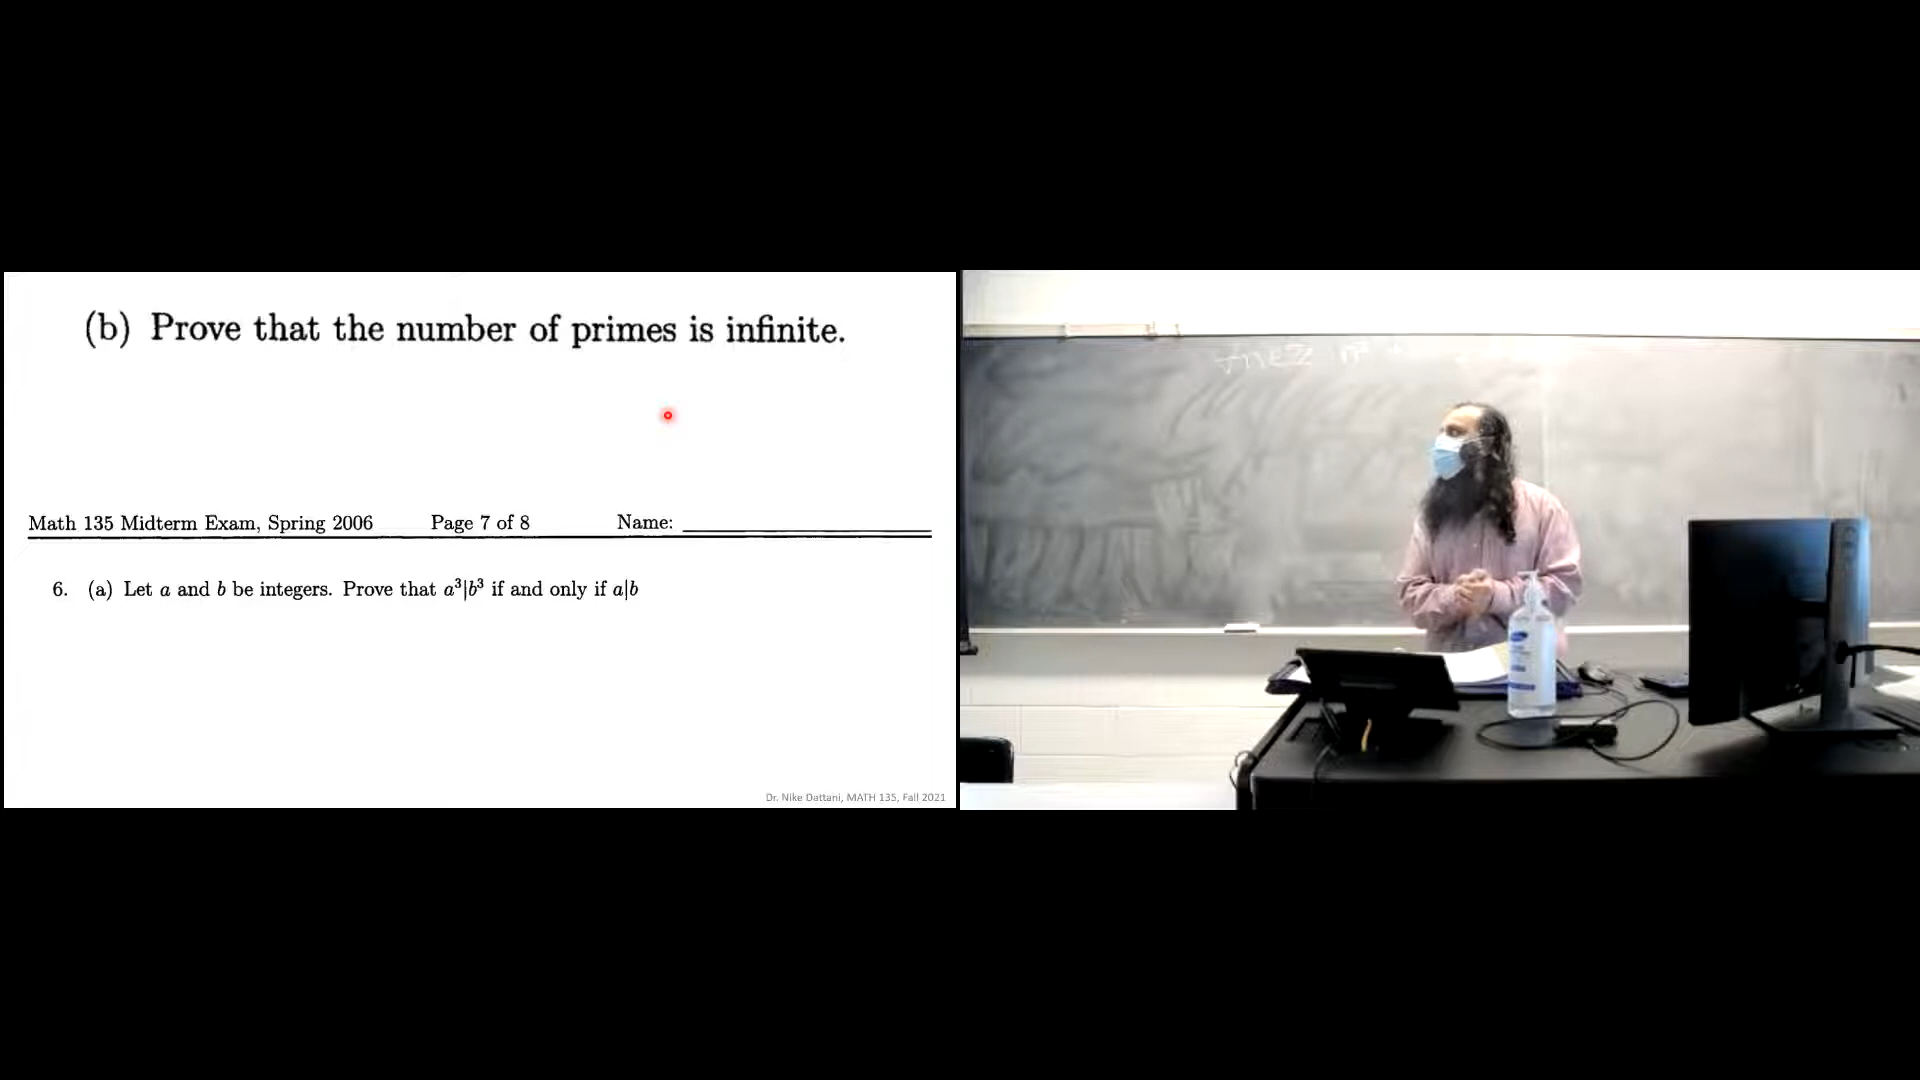 (b) Prove that the number of primes is infinite.
Math 135 Midterm Exam, Spring 2006 Page 7 of 8 Name:
6. (a) Let a and b be integers. Prove that a³|b³ if and only if a|b
Dr. Nike Dattani, MATH 135, Fall 2021
∀n∈ℤ